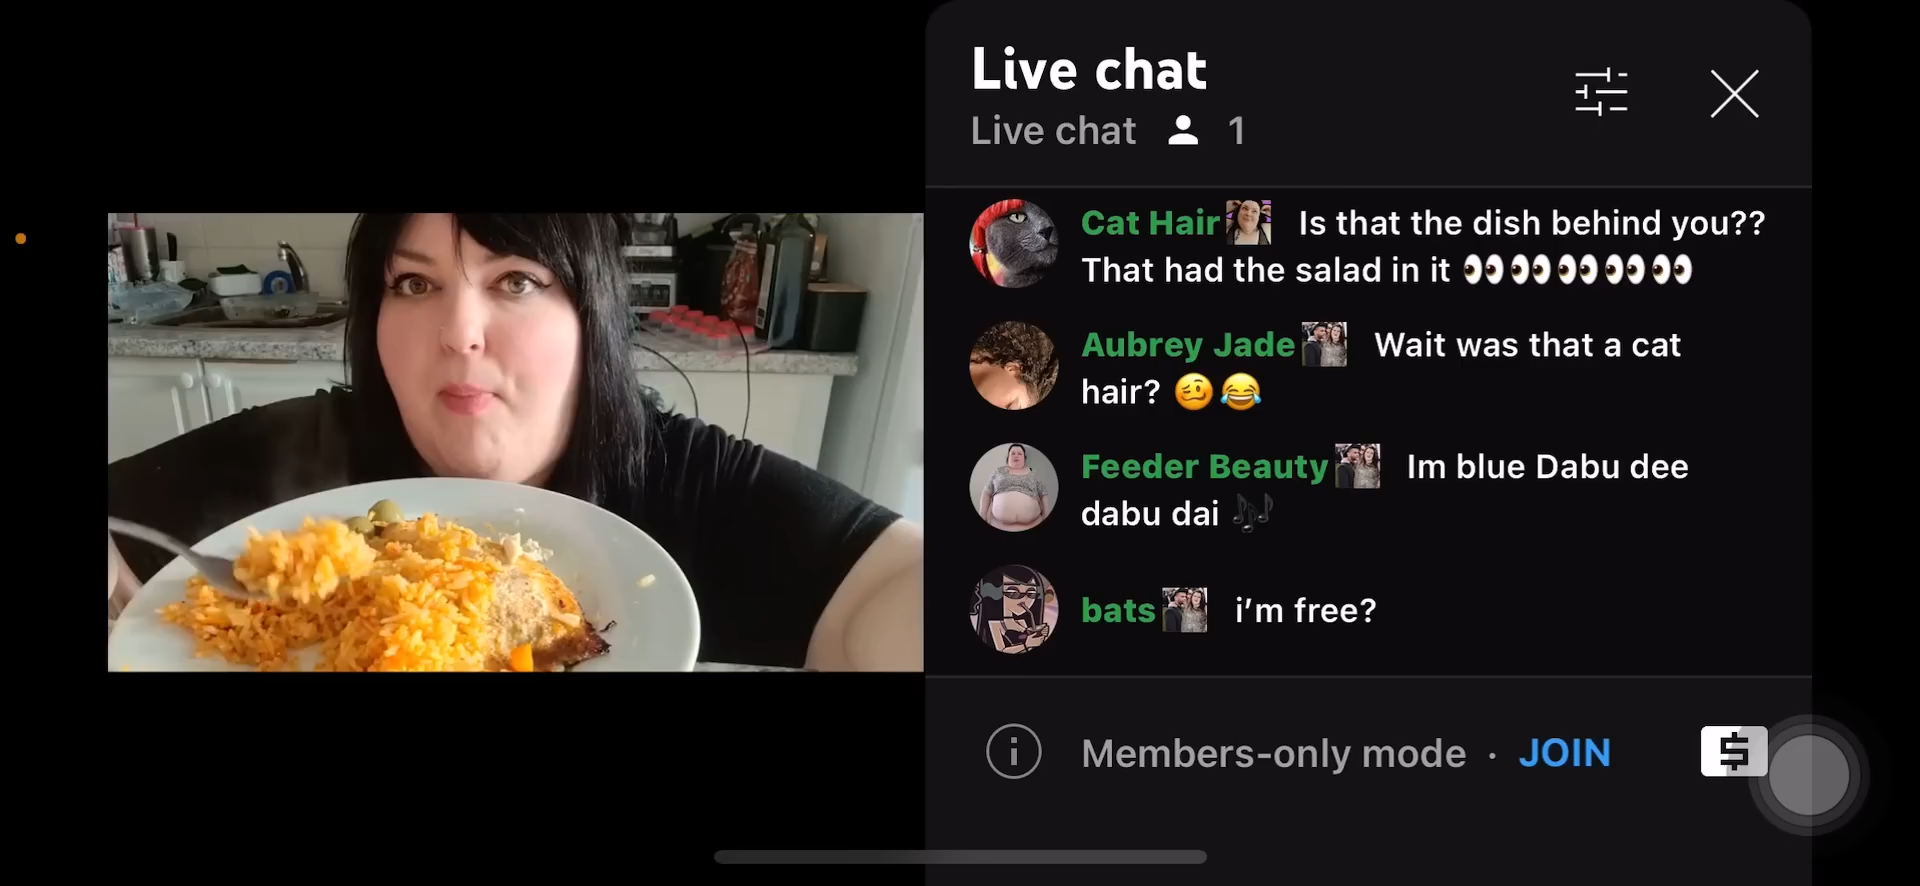 Live chat
Live chat 1
Cat Hair Is that the dish behind you??
That had the salad in it 👀👀👀👀👀
Aubrey Jade Wait was that a cat
hair? 🥴😂
Feeder Beauty Im blue Dabu dee
dabu dai 🎶
bats i’m free?
Members-only mode · JOIN